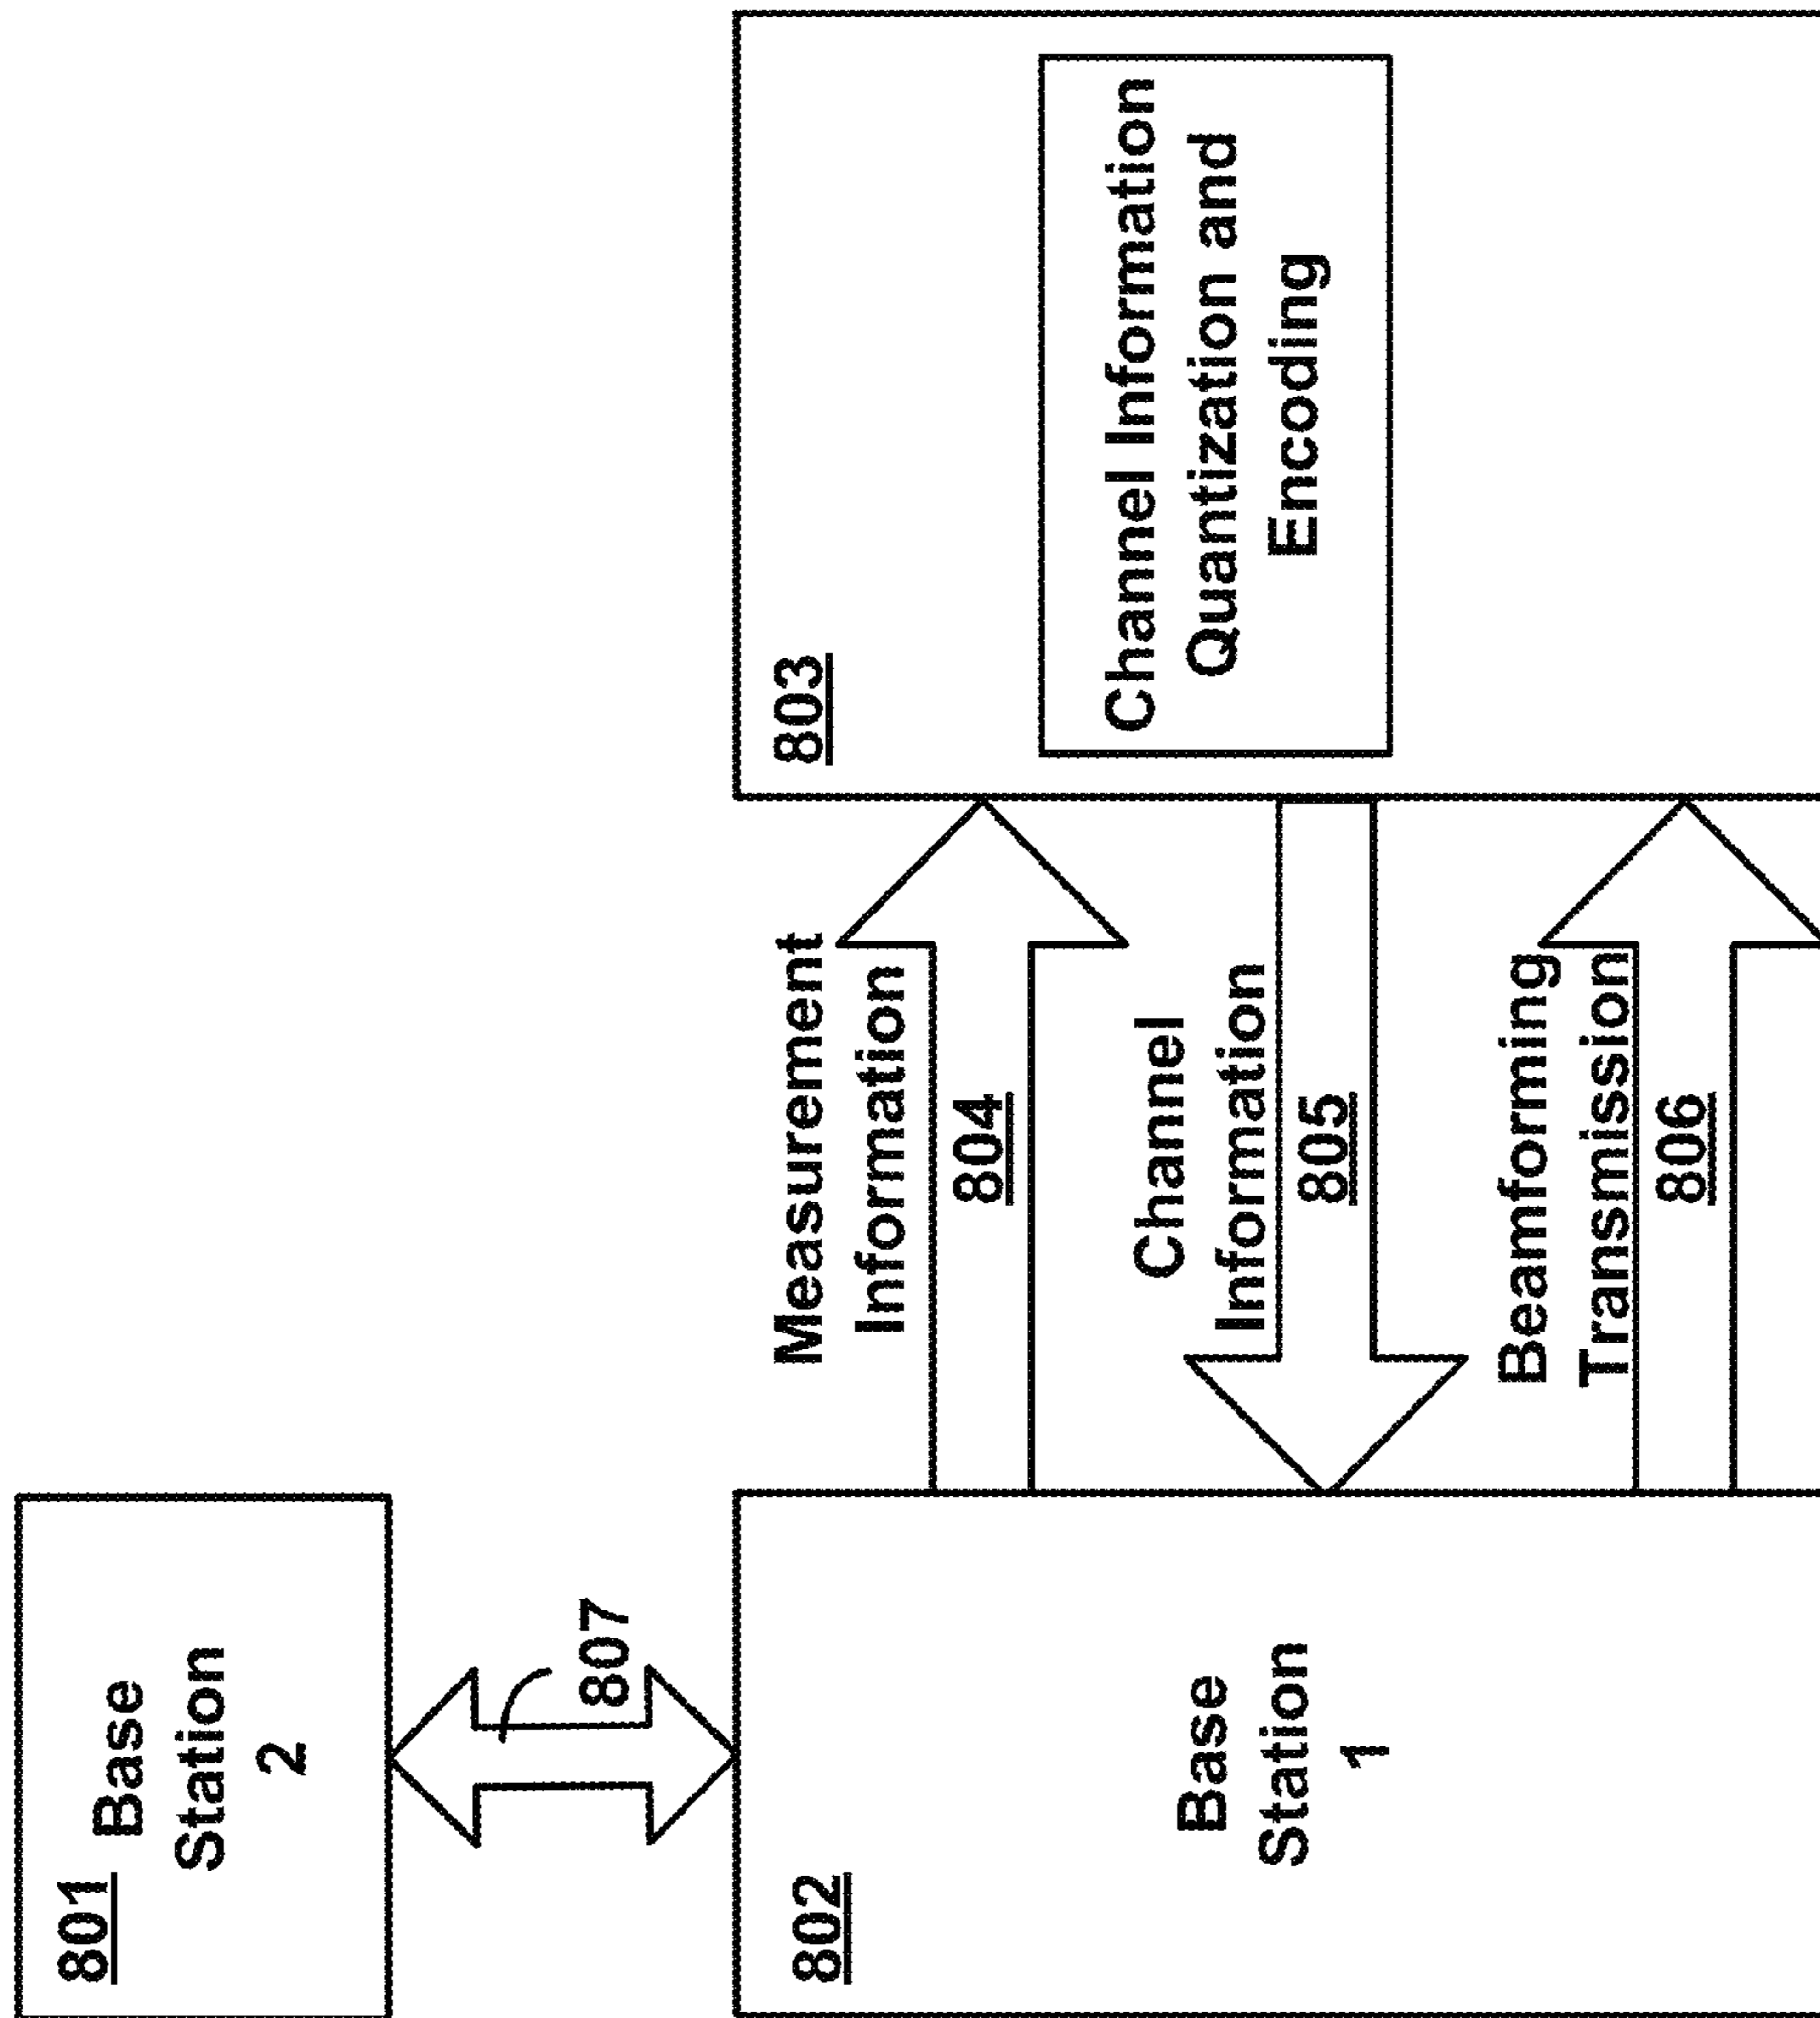 801
Base
Station
2
807
802
Base
Station
1
Measurement
Information
804
Channel
Information
805
Beamforming
Transmission
806
803
Channel Information
Quantization and
Encoding